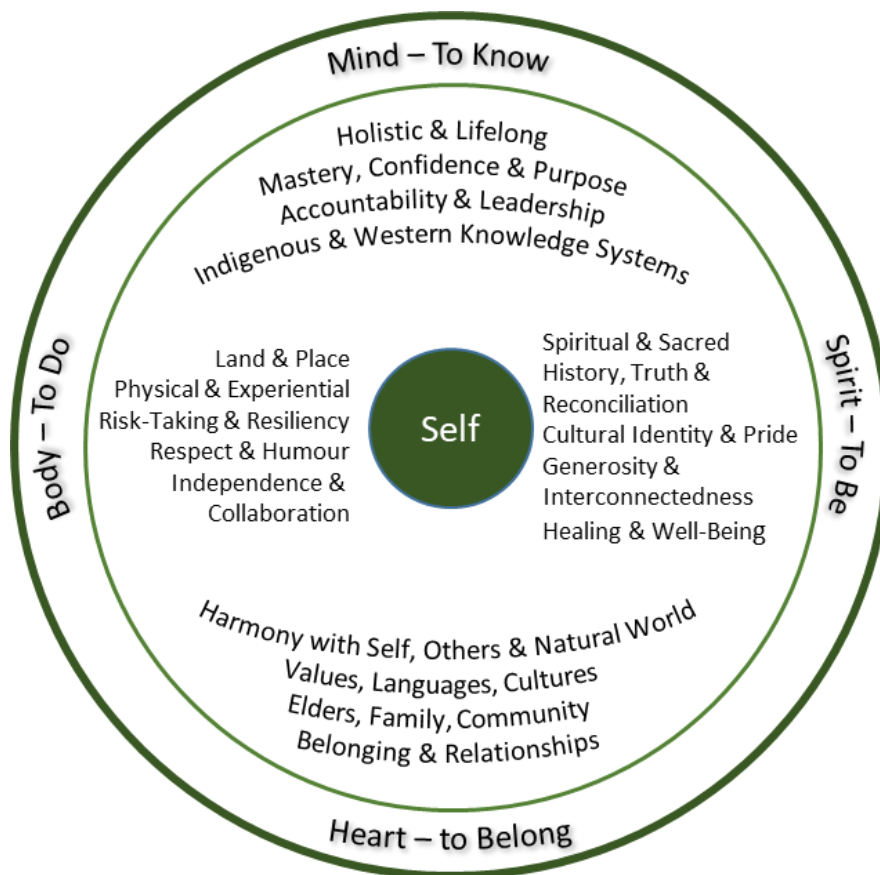 Mind – To Know
Holistic & Lifelong
Mastery, Confidence & Purpose
Accountability & Leadership
Indigenous & Western Knowledge Systems
Body – To Do
Land & Place
Physical & Experiential
Risk-Taking & Resiliency
Respect & Humour
Independence &
Collaboration
Self
Spiritual & Sacred
History, Truth &
Reconciliation
Cultural Identity & Pride
Generosity &
Interconnectedness
Healing & Well-Being
Spirit – To Be
Harmony with Self, Others & Natural World
Values, Languages, Cultures
Elders, Family, Community
Belonging & Relationships
Heart – to Belong